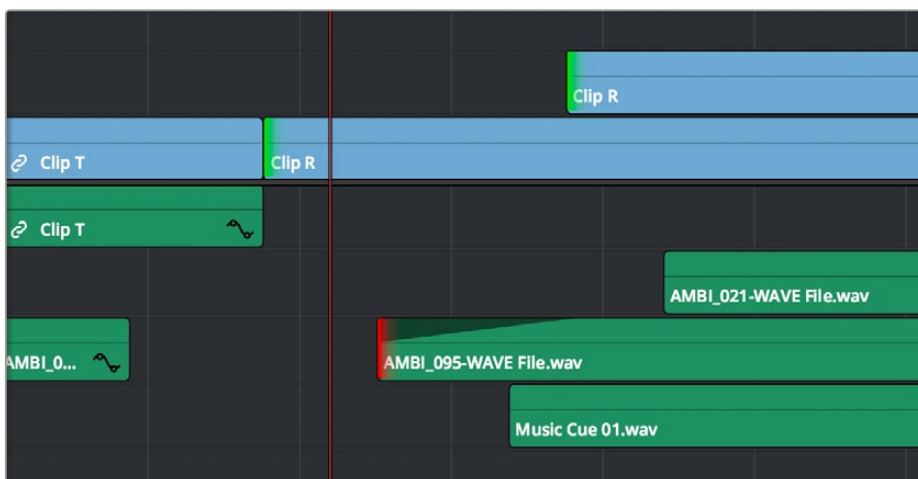 Clip R
Clip T
Clip R
Clip T
AMBI_021-WAVE File.wav
AMBI_0...
AMBI_095-WAVE File.wav
Music Cue 01.wav